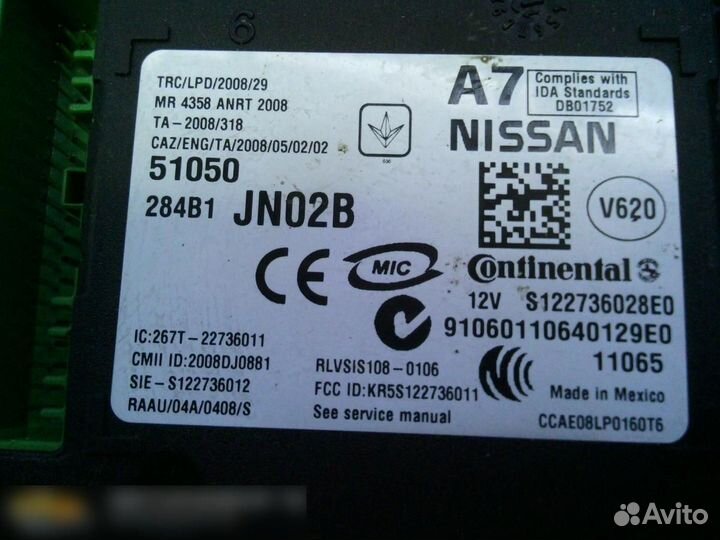 6
TRC/LPD/2008/29
MR 4358 ANRT 2008
TA-2008/318
CAZ/ENG/TA/2008/05/02/02
51050
284B1 JN02B
A7
Complies with
IDA Standards
DB01752
NISSAN
V620
CE
MIC
Continental
12V S122736028E0
91060110640129E0
11065
IC:267T-22736011
CMII ID:2008DJ0881
SIE-S122736012
RAAU/04A/0408/S
RLVSIS108-0106
FCC ID:KR5S122736011
See service manual
Made in Mexico
CCAE08LP0160T6
Avito